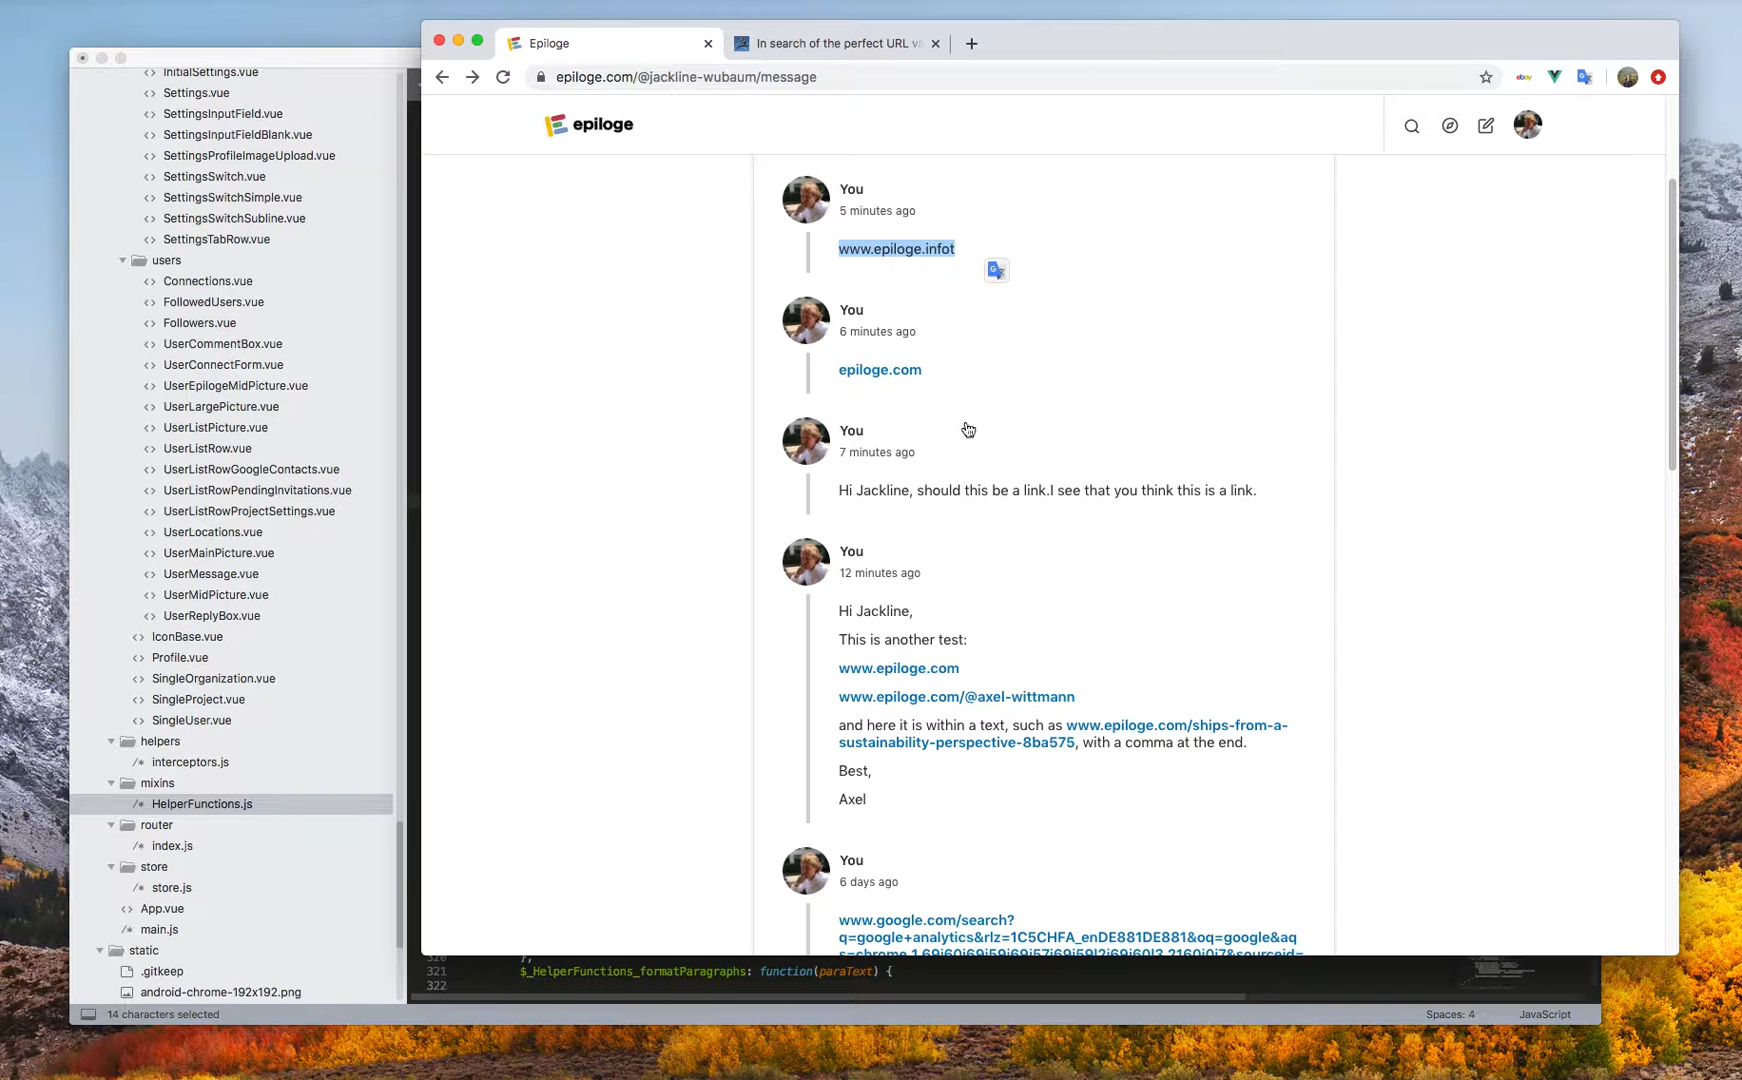 InitialSettings.vue
Settings.vue
SettingsInputField.vue
SettingsInputFieldBlank.vue
SettingsProfileImageUpload.vue
SettingsSwitch.vue
SettingsSwitchSimple.vue
SettingsSwitchSubline.vue
SettingsTabRow.vue
users
Connections.vue
FollowedUsers.vue
Followers.vue
UserCommentBox.vue
UserConnectForm.vue
UserEpilogeMidPicture.vue
UserLargePicture.vue
UserListPicture.vue
UserListRow.vue
UserListRowGoogleContacts.vue
UserListRowPendingInvitations.vue
UserListRowProjectSettings.vue
UserLocations.vue
UserMainPicture.vue
UserMessage.vue
UserMidPicture.vue
UserReplyBox.vue
IconBase.vue
Profile.vue
SingleOrganization.vue
SingleProject.vue
SingleUser.vue
helpers
/* interceptors.js
mixins
/* HelperFunctions.js
router
/* index.js
store
/* store.js
App.vue
/* main.js
static
.gitkeep
android-chrome-192x192.png
14 characters selected
Epiloge
In search of the perfect URL va
epiloge.com/@jackline-wubaum/message
ebay
epiloge
You
5 minutes ago
www.epiloge.infot
You
6 minutes ago
epiloge.com
You
7 minutes ago
Hi Jackline, should this be a link.I see that you think this is a link.
You
12 minutes ago
Hi Jackline,
This is another test:
www.epiloge.com
www.epiloge.com/@axel-wittmann
and here it is within a text, such as www.epiloge.com/ships-from-a-
sustainability-perspective-8ba575, with a comma at the end.
Best,
Axel
You
6 days ago
www.google.com/search?
q=google+analytics&rlz=1C5CHFA_enDE881DE881&oq=google&aq
320 },
321 $_HelperFunctions_formatParagraphs: function(paraText) {
322
Spaces: 4
JavaScript